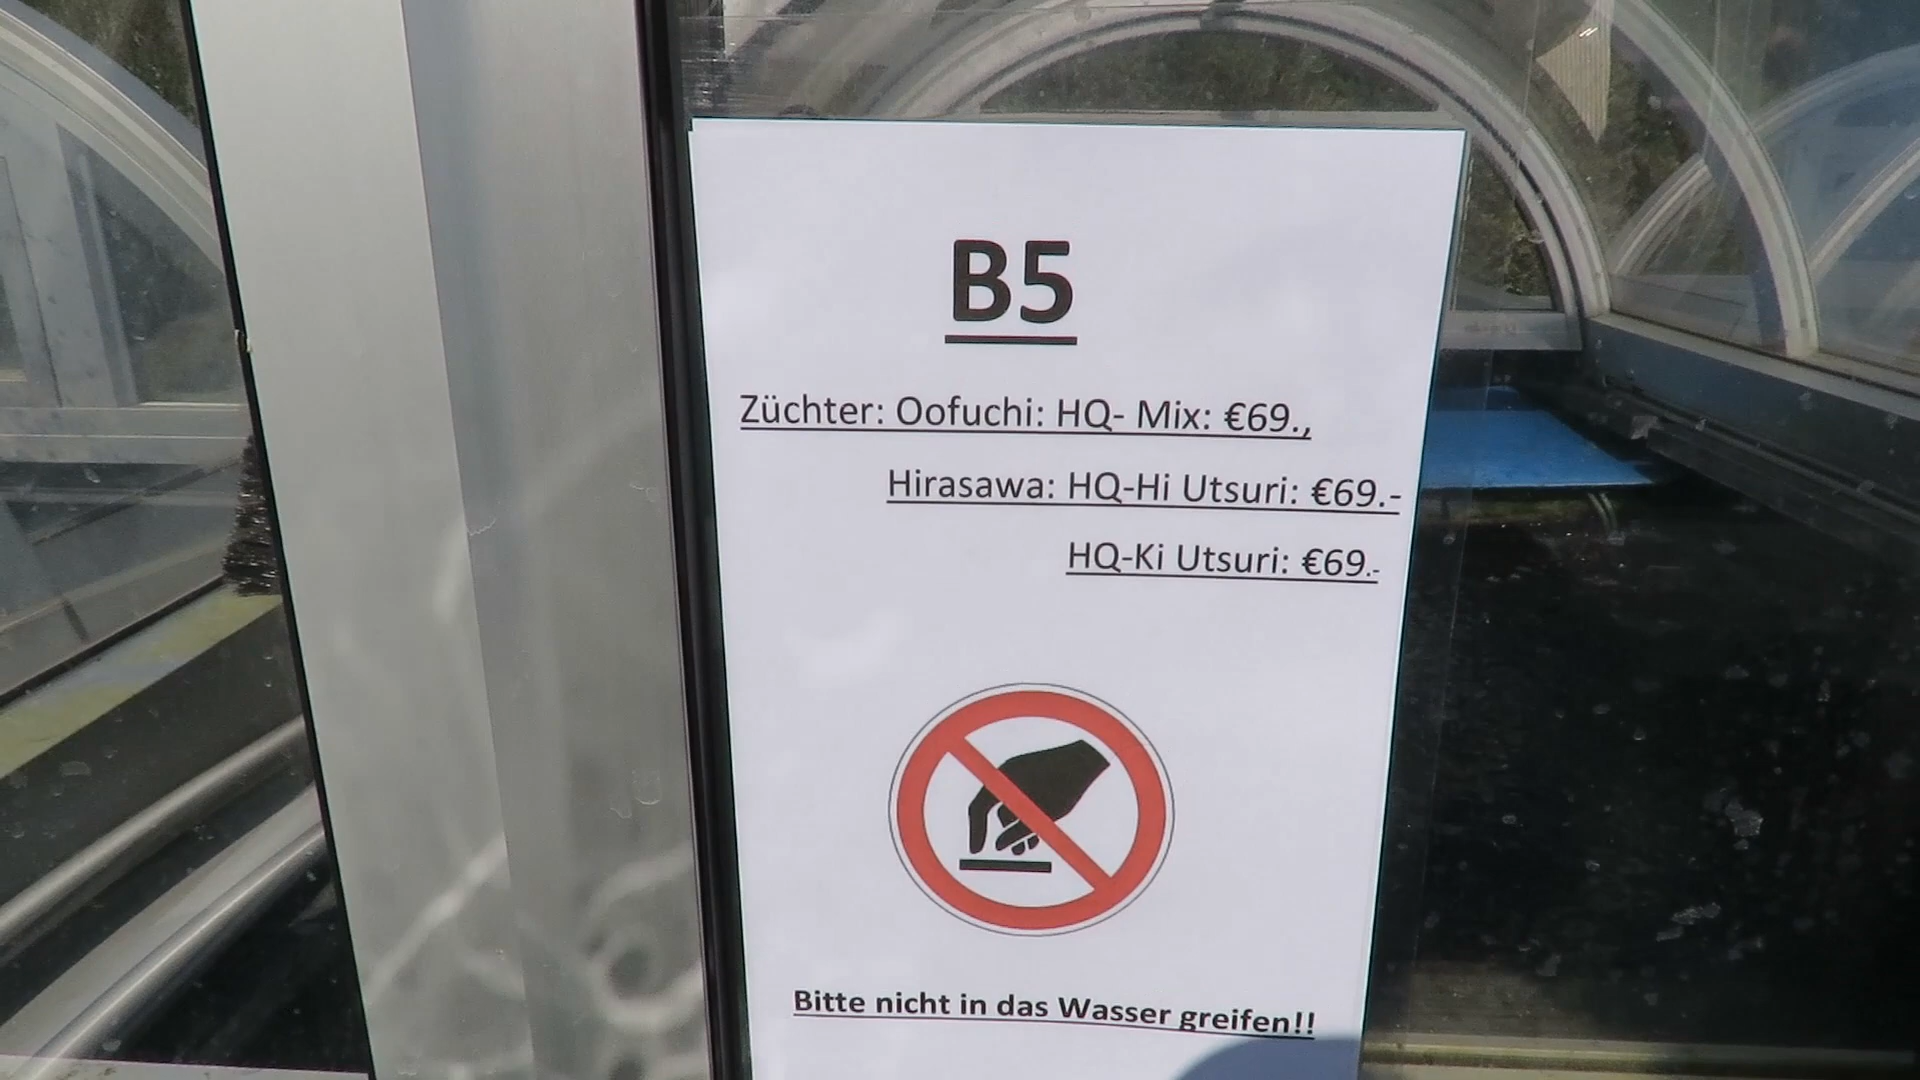 B5
Züchter: Oofuchi: HQ- Mix: €69.,
Hirasawa: HQ-Hi Utsuri: €69.-
HQ-Ki Utsuri: €69.-
Bitte nicht in das Wasser greifen!!